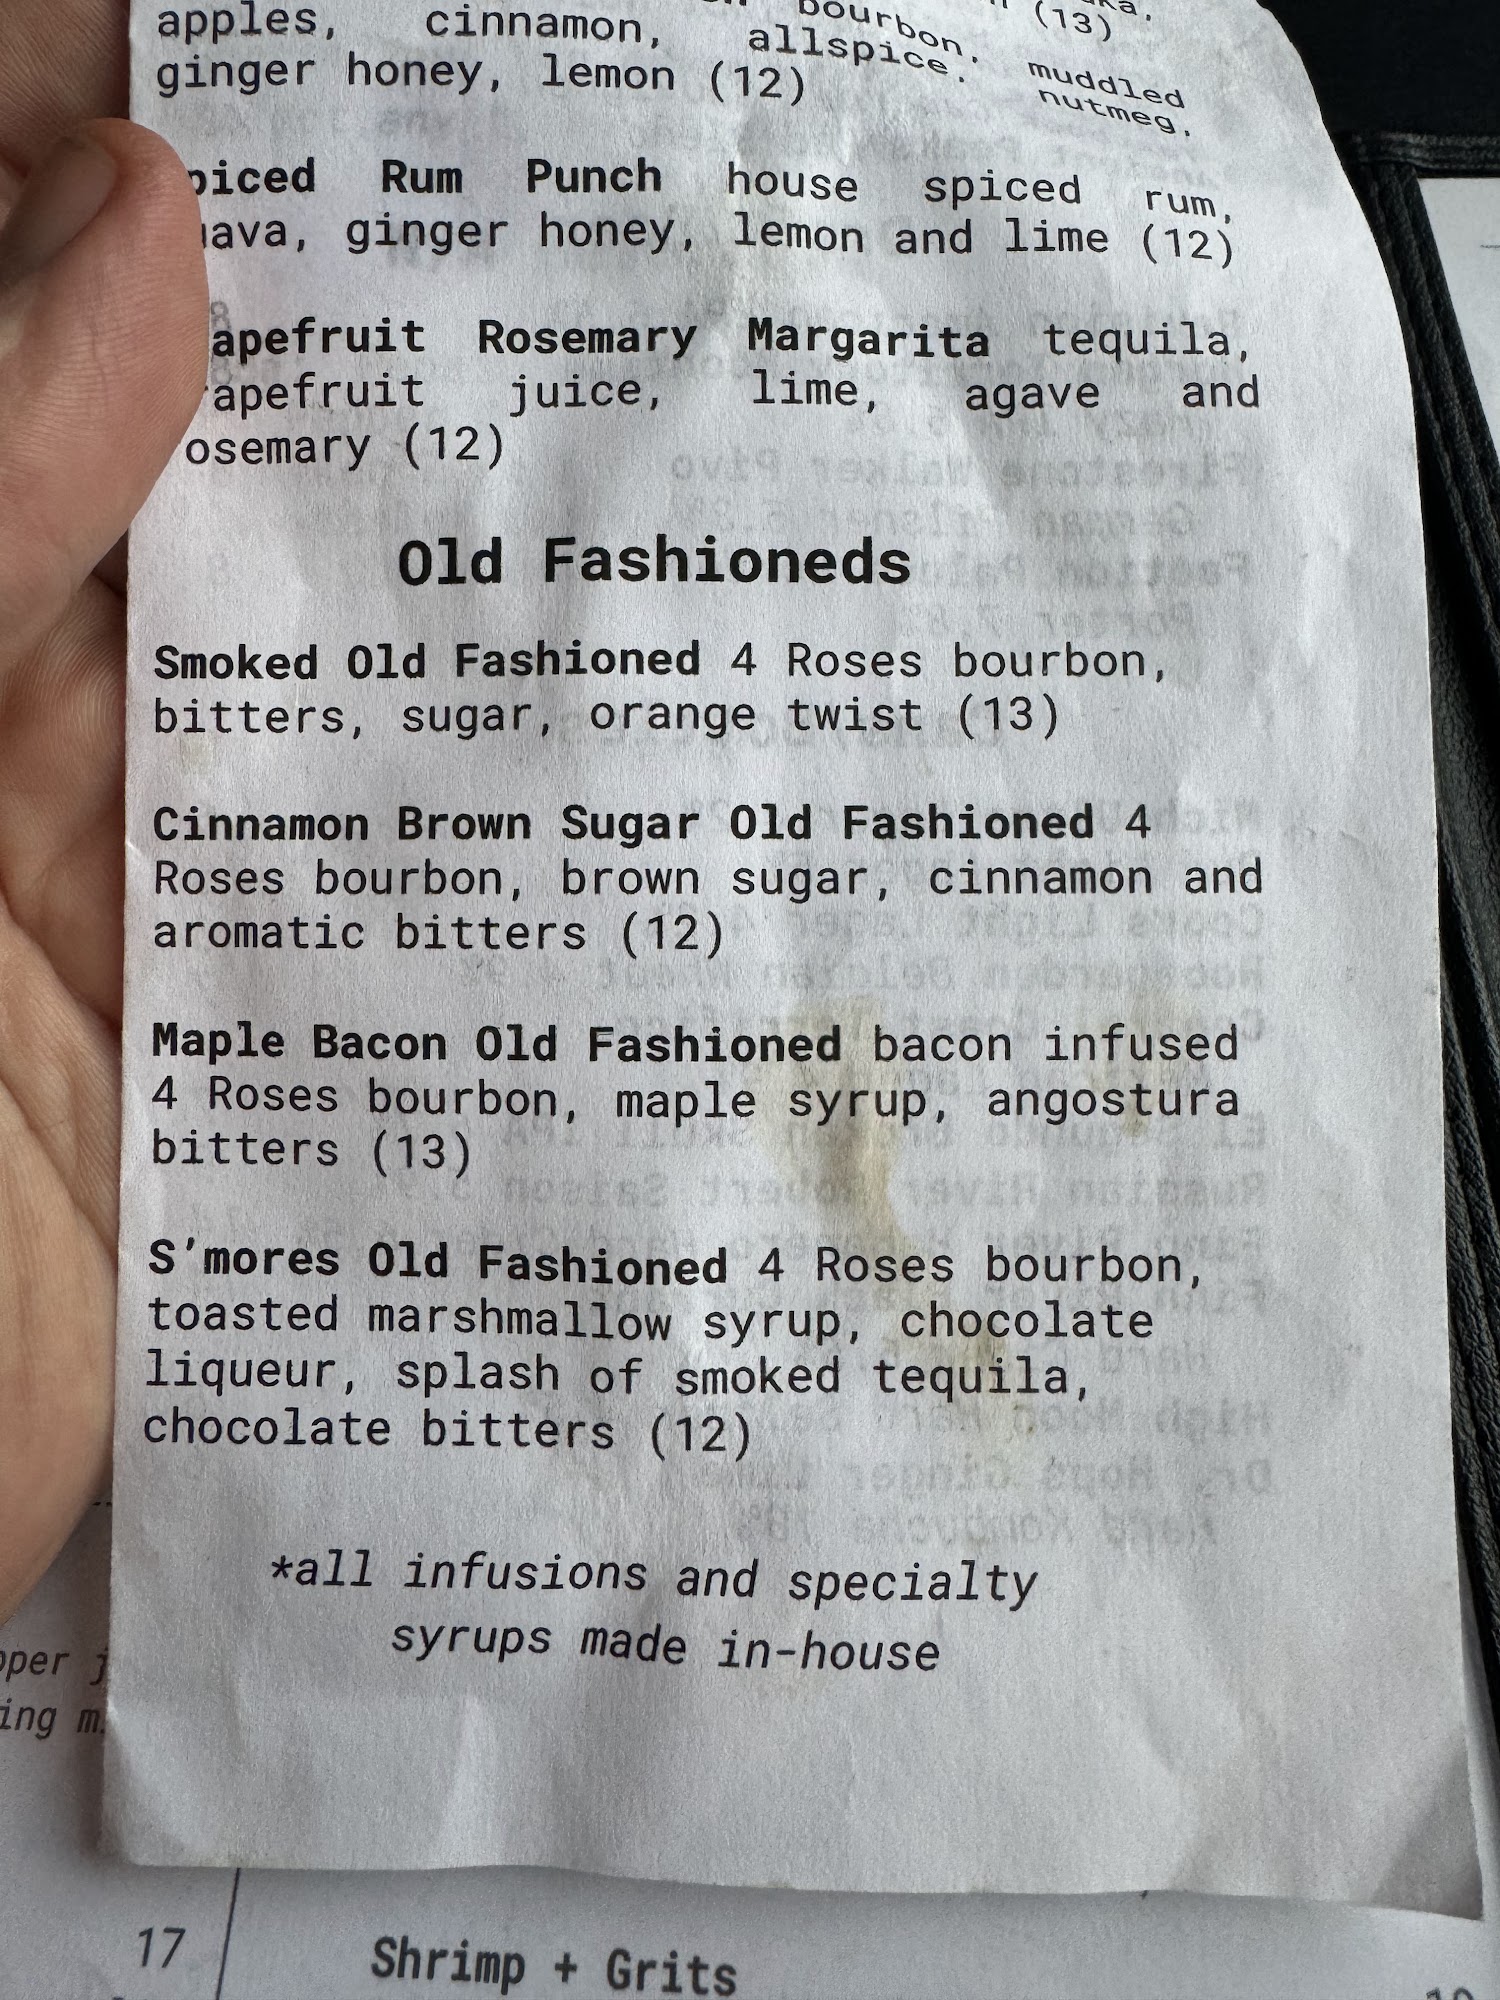 bourbon, muddled
(13)
apples, cinnamon, allspice, nutmeg,
ginger honey, lemon (12)
piced Rum Punch house spiced rum,
uava, ginger honey, lemon and lime (12)
apefruit Rosemary Margarita tequila,
rapefruit juice, lime, agave and
osemary (12)
Old Fashioneds
Smoked Old Fashioned 4 Roses bourbon,
bitters, sugar, orange twist (13)
Cinnamon Brown Sugar Old Fashioned 4
Roses bourbon, brown sugar, cinnamon and
aromatic bitters (12)
Maple Bacon Old Fashioned bacon infused
4 Roses bourbon, maple syrup, angostura
bitters (13)
S'mores Old Fashioned 4 Roses bourbon,
toasted marshmallow syrup, chocolate
liqueur, splash of smoked tequila,
chocolate bitters (12)
*all infusions and specialty
syrups made in-house
pper j
ing m
17
Shrimp + Grits